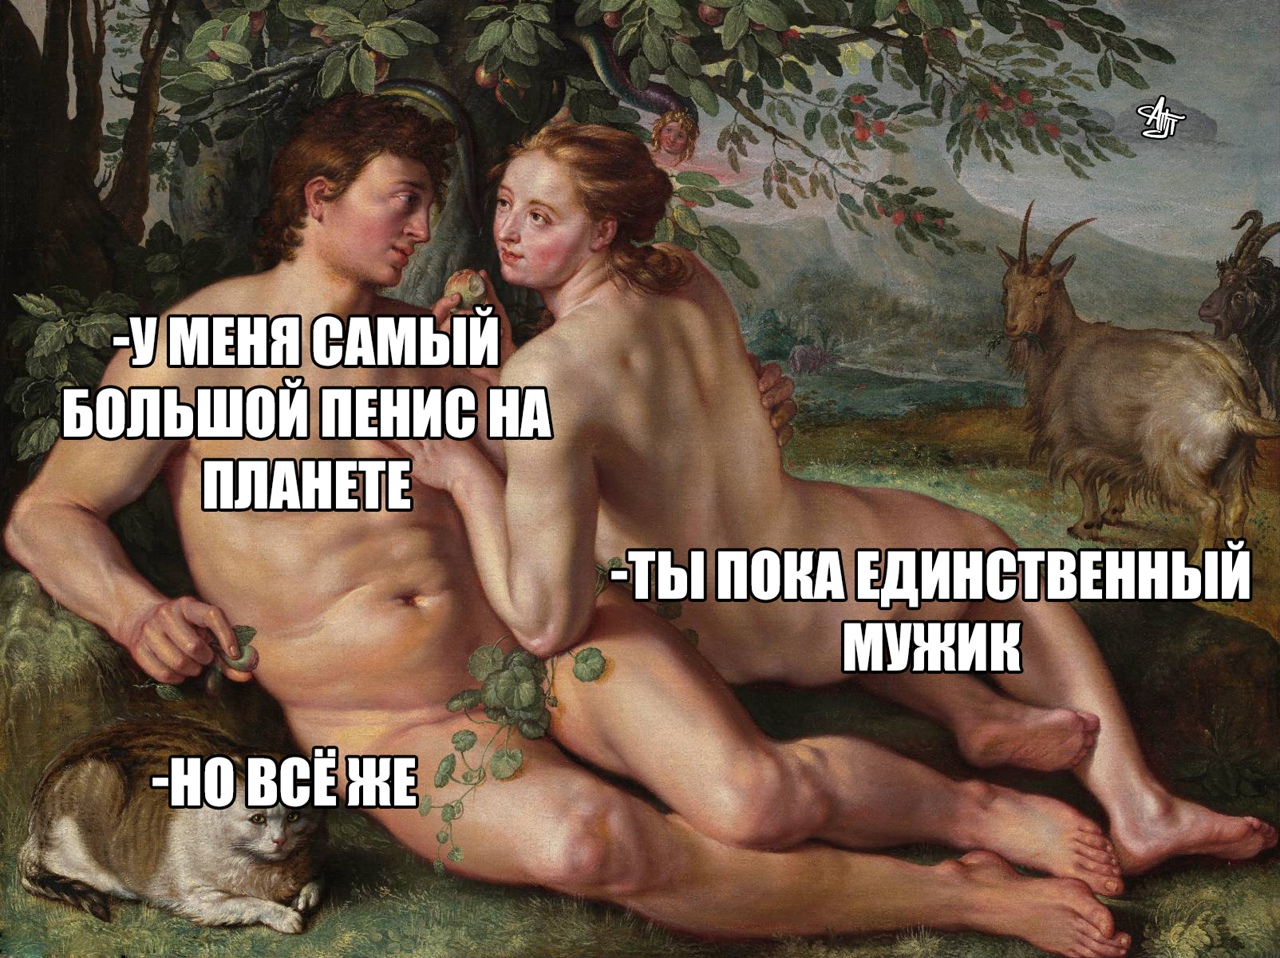 -У МЕНЯ САМЫЙ
БОЛЬШОЙ ПЕНИС НА
ПЛАНЕТЕ
-ТЫ ПОКА ЕДИНСТВЕННЫЙ
МУЖИК
-НО ВСЁ ЖЕ